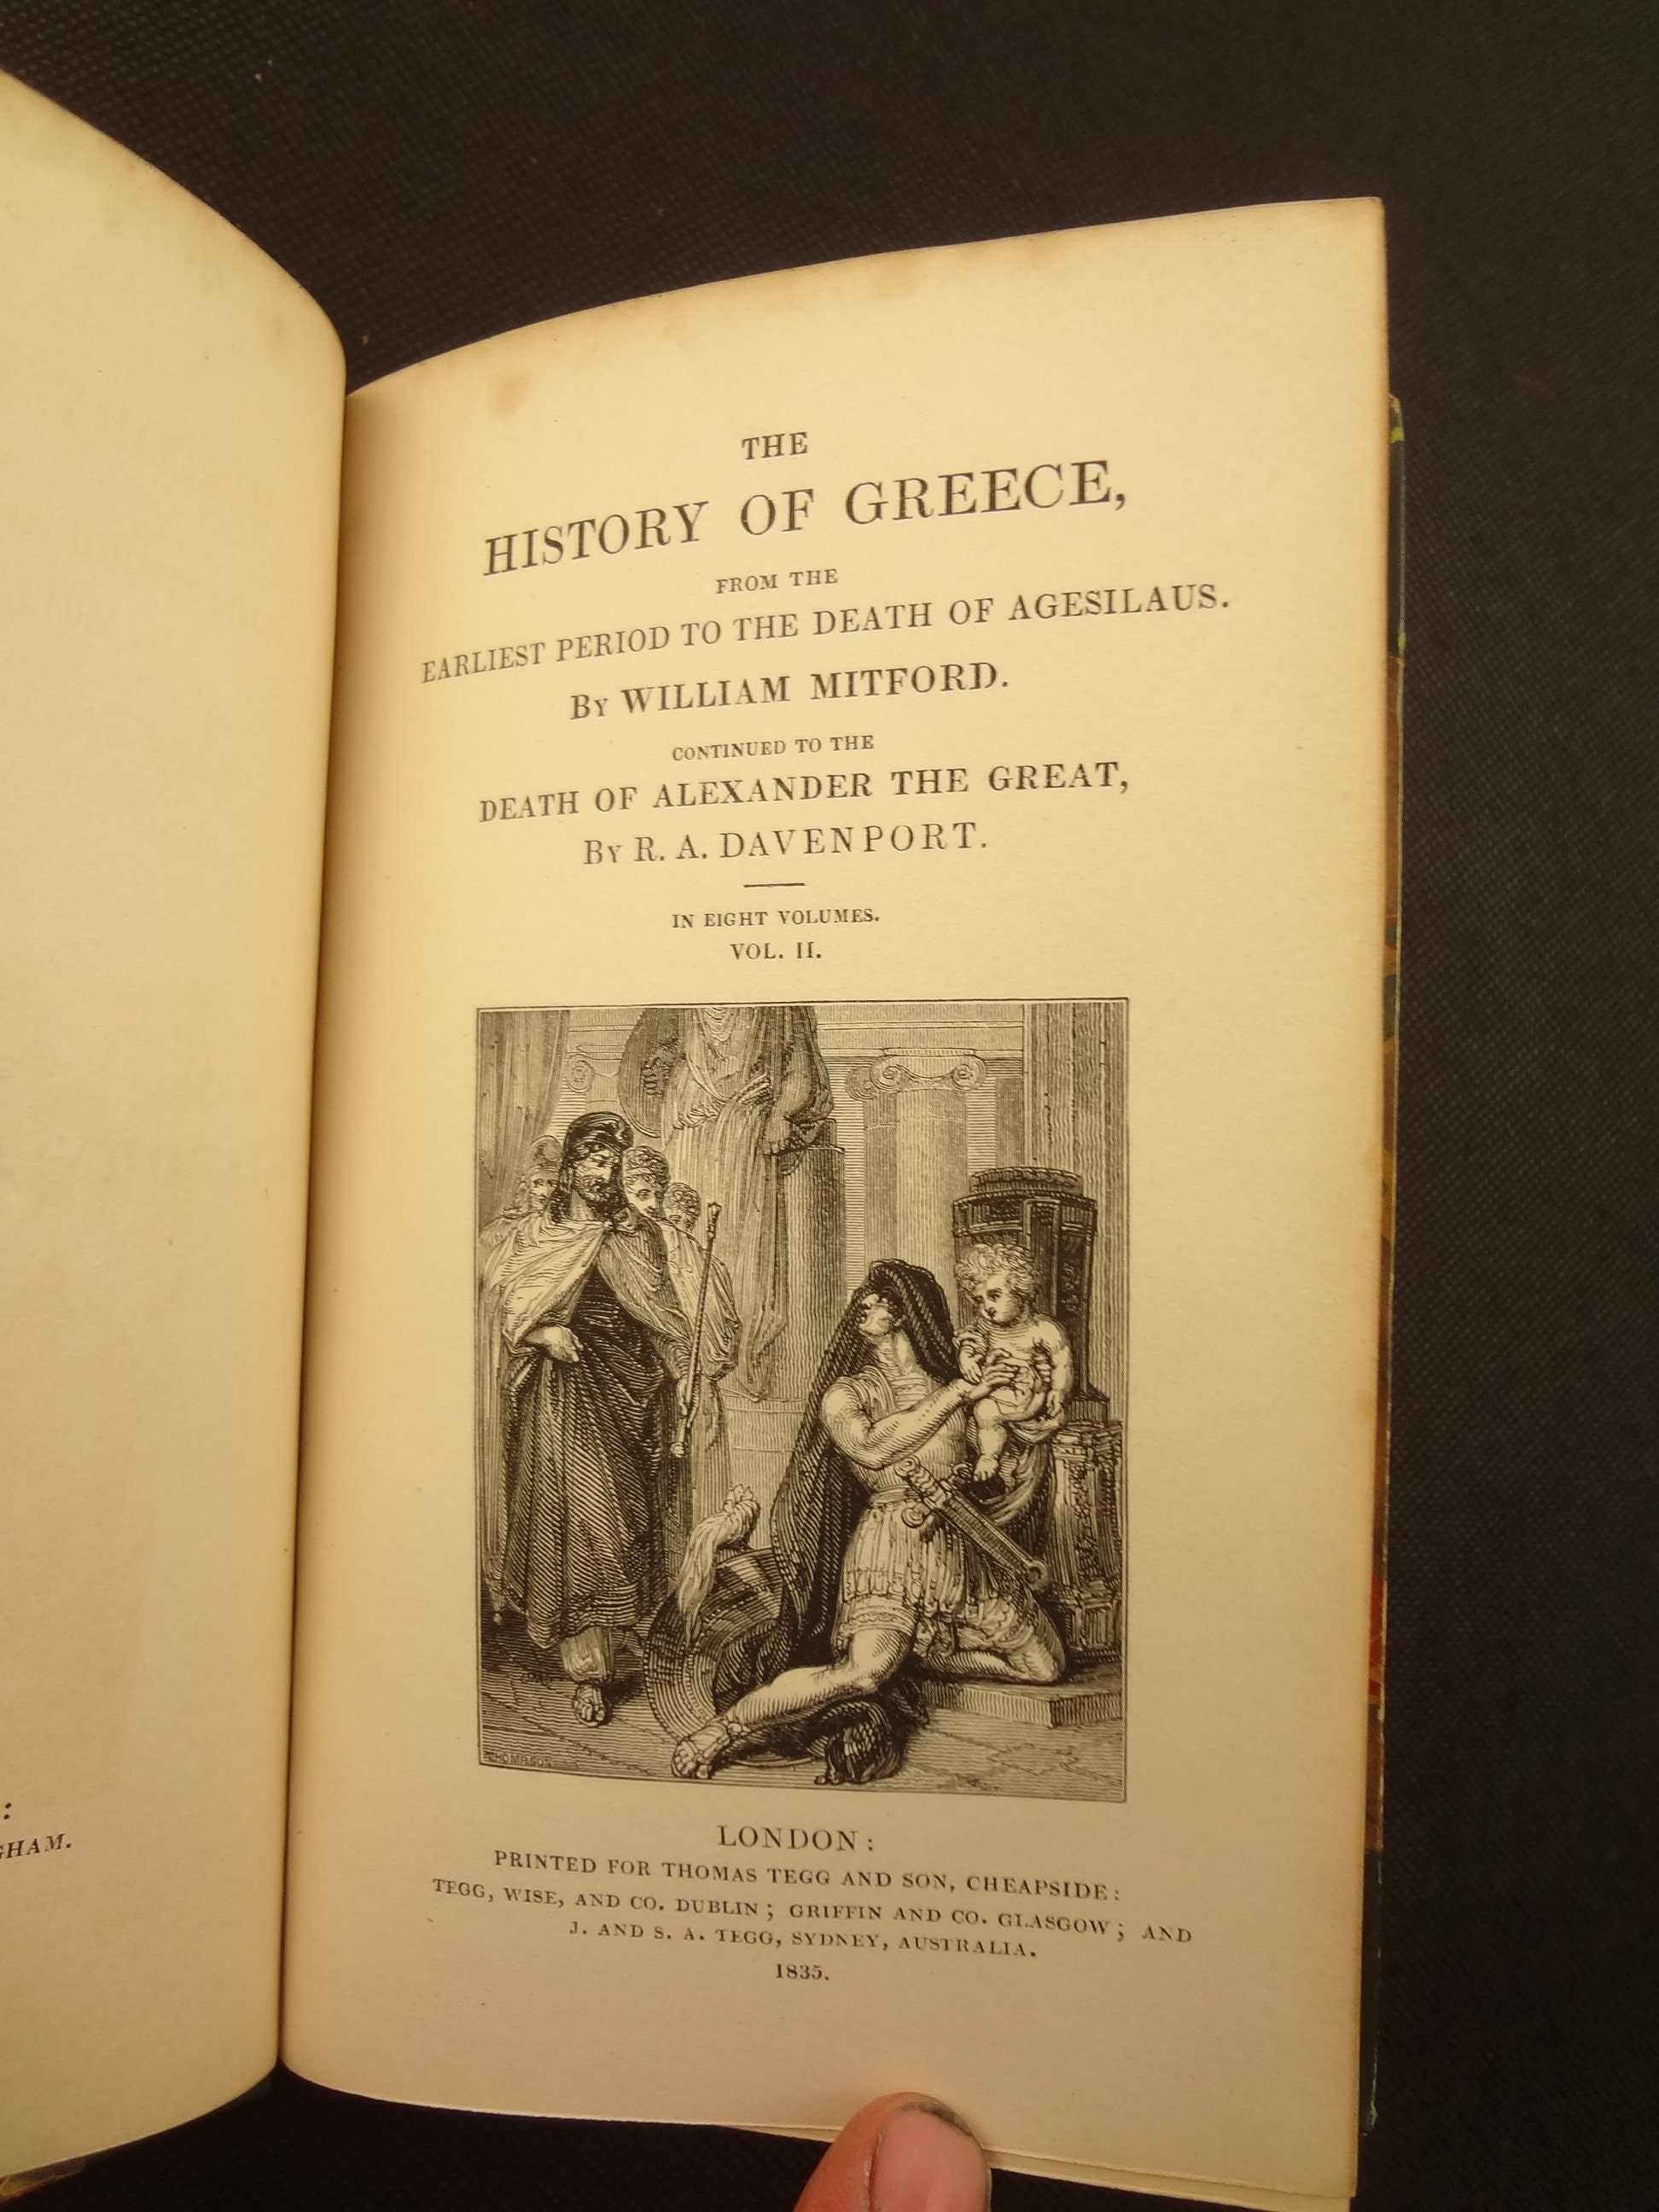 THE
HISTORY OF GREECE,
FROM THE
EARLIEST PERIOD TO THE DEATH OF AGESILAUS.
By WILLIAM MITFORD.
CONTINUED TO THE
DEATH OF ALEXANDER THE GREAT,
By R. A. DAVENPORT.
IN EIGHT VOLUMES.
VOL. II.
THOMPSON
LONDON:
PRINTED FOR THOMAS TEGG AND SON, CHEAPSIDE:
TEGG, WISE, AND CO. DUBLIN; GRIFFIN AND CO. GLASGOW; AND
J. AND S. A. TEGG, SYDNEY, AUSTRALIA.
1835.